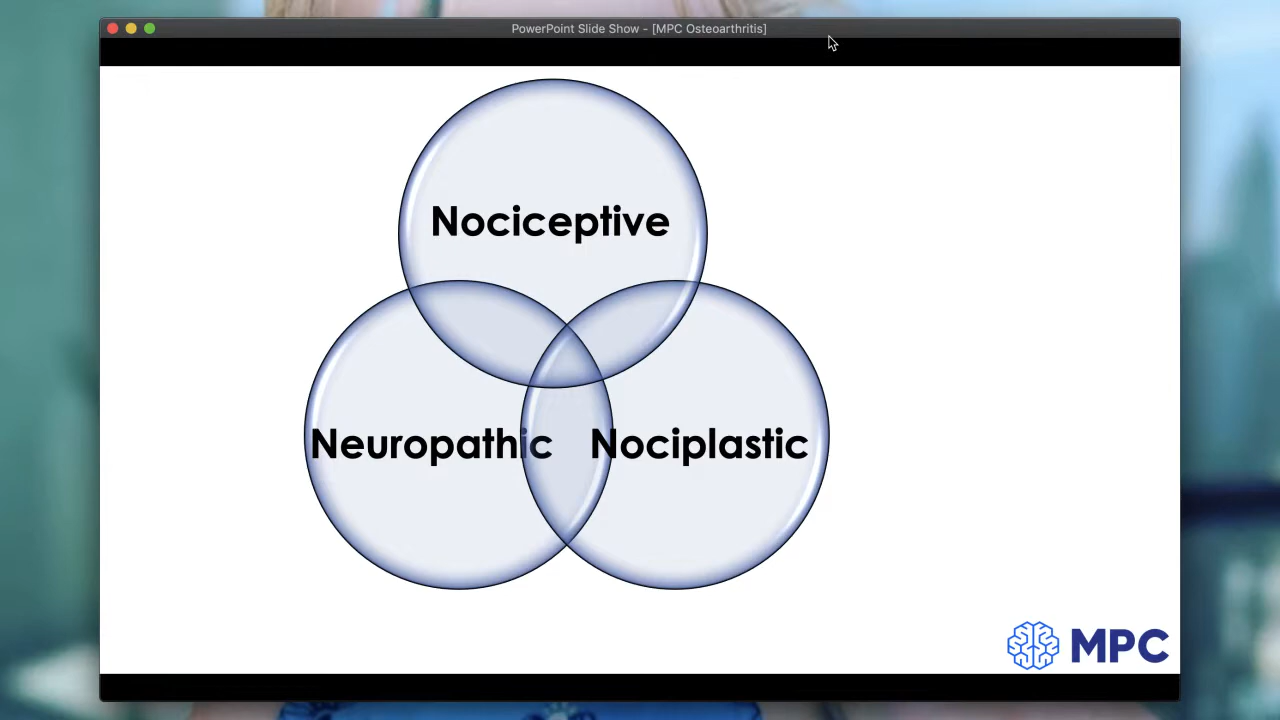 PowerPoint Slide Show - [MPC Osteoarthritis]
Nociceptive
Neuropathic Nociplastic
MPC